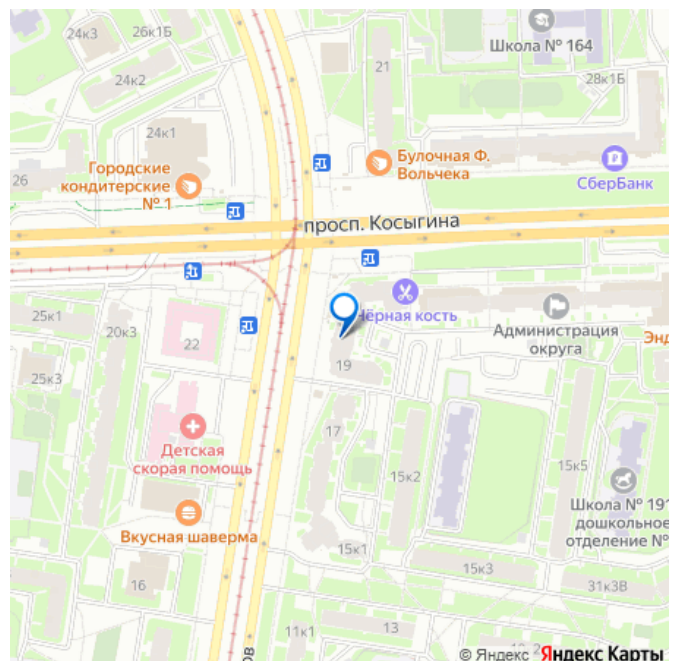 24к3
26к1Б
Школа № 164
24к2
21
28к1Б
24к1
Булочная Ф.
Вольчека
Городские
кондитерские
№ 1
26
СберБанк
просп. Косыгина
Чёрная кость
25к1
20к3
22
Администрация
округа
Энд
19
25к3
17
Детская
скорая помощь
15к2
15к5
Школа № 191
дошкольное
отделение №
Вкусная шаверма
15к1
15к3
16
31к3В
11к1
13
ов
© Яндекс Яндекс Карты